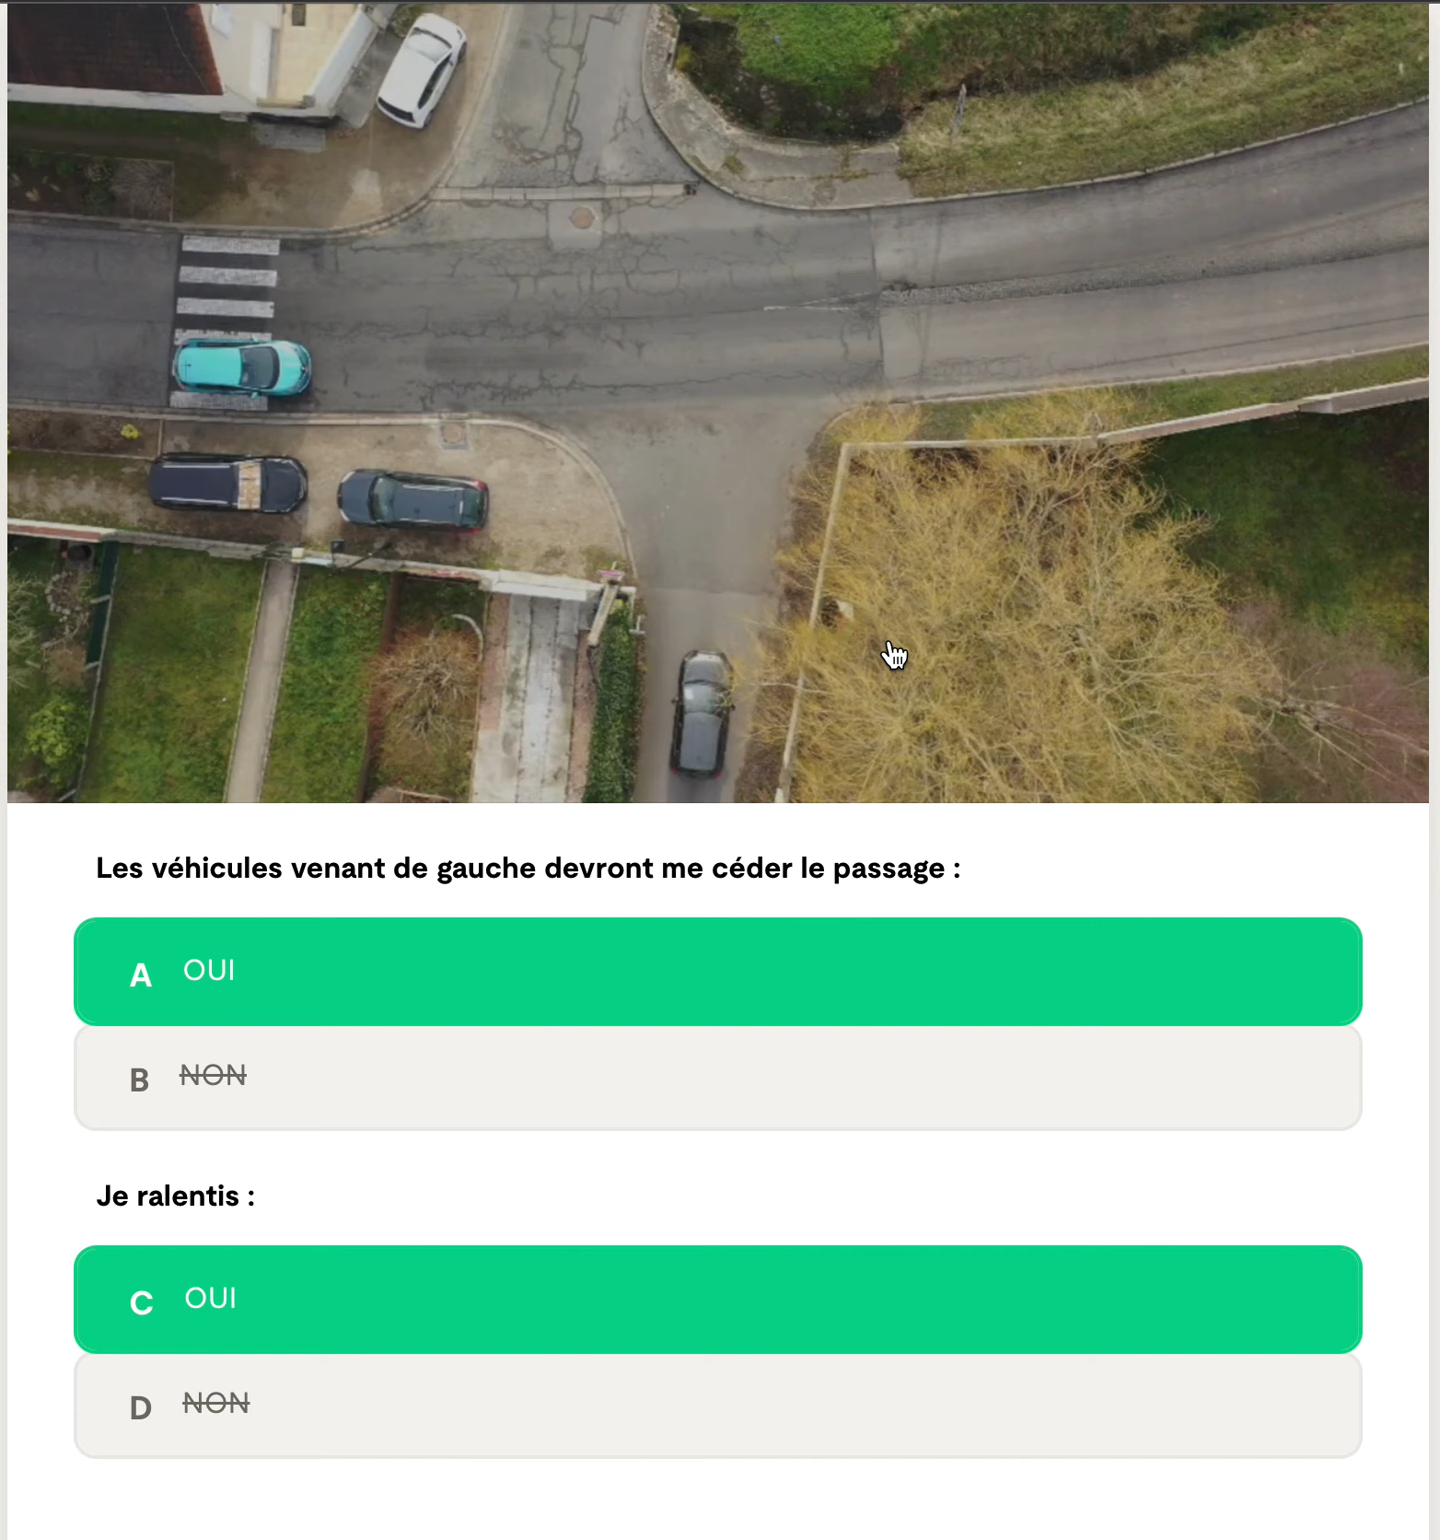 Les véhicules venant de gauche devront me céder le passage :
A OUI
B NON
Je ralentis :
C OUI
D NON